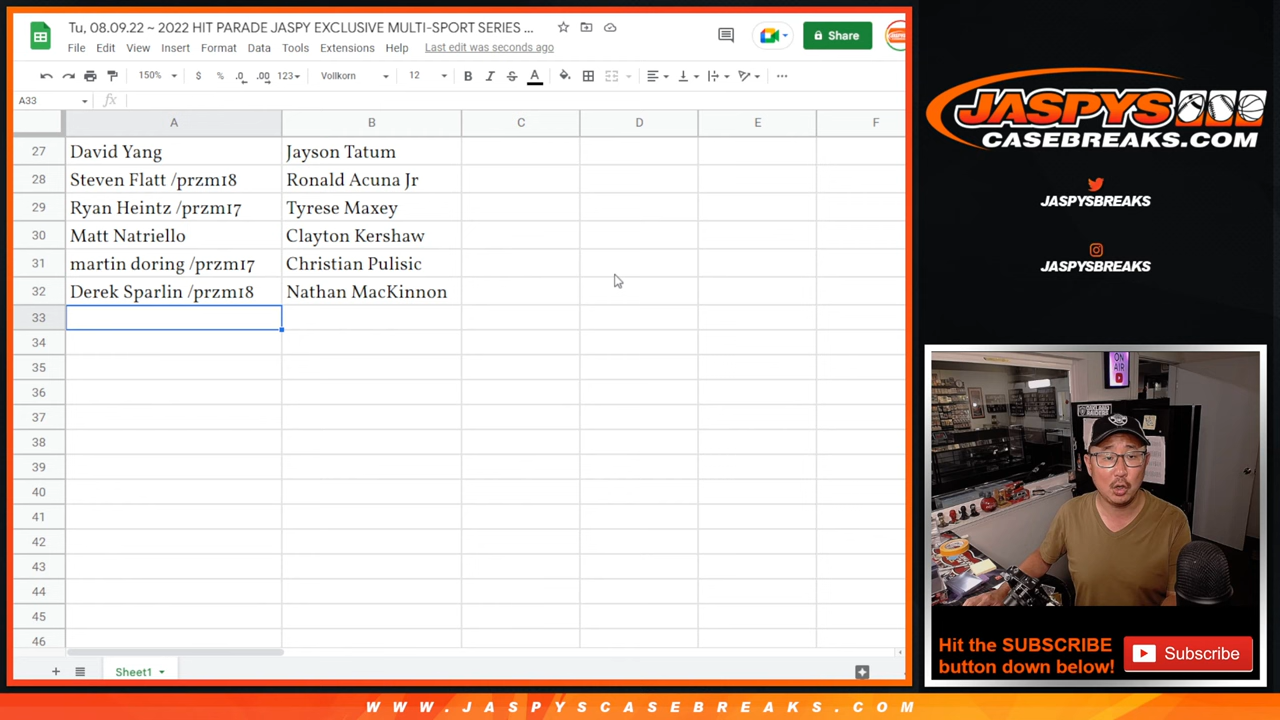 Tu, 08.09.22 ~ 2022 HIT PARADE JASPY EXCLUSIVE MULTI-SPORT SERIES ...
File Edit View Insert Format Data Tools Extensions Help Last edit was seconds ago
Share
150% $ % .0 .00 123 Vollkorn 12 B I S A
A33 fx
A B C D E F
27 David Yang Jayson Tatum
28 Steven Flatt /przm18 Ronald Acuna Jr
29 Ryan Heintz /przm17 Tyrese Maxey
30 Matt Natriello Clayton Kershaw
31 martin doring /przm17 Christian Pulisic
32 Derek Sparlin /przm18 Nathan MacKinnon
33
34
35
36
37
38
39
40
41
42
43
44
45
46
Sheet1
JASPYS
CASEBREAKS.COM
JASPYSBREAKS
JASPYSBREAKS
ON
AIR
Hit the SUBSCRIBE
button down below!
Subscribe
WWW.JASPYSCASEBREAKS.COM